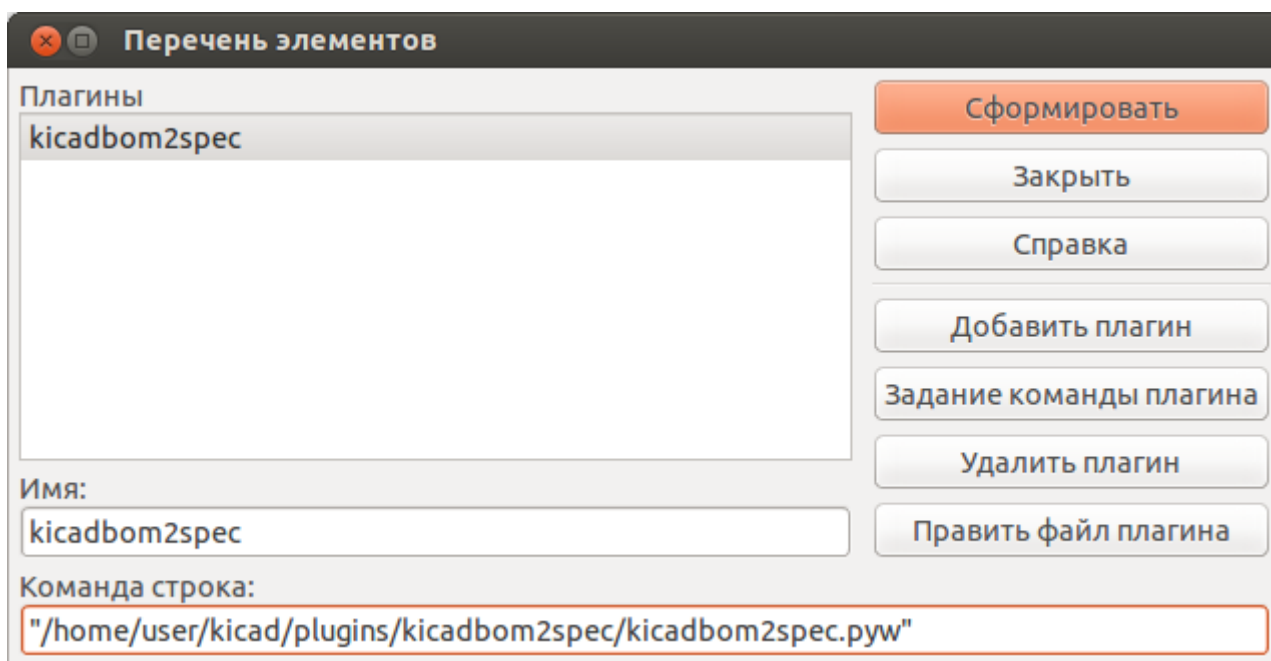 Перечень элементов
Плагины
kicadbom2spec
Сформировать
Закрыть
Справка
Добавить плагин
Задание команды плагина
Удалить плагин
Править файл плагина
Имя:
kicadbom2spec
Команда строка:
"/home/user/kicad/plugins/kicadbom2spec/kicadbom2spec.pyw"